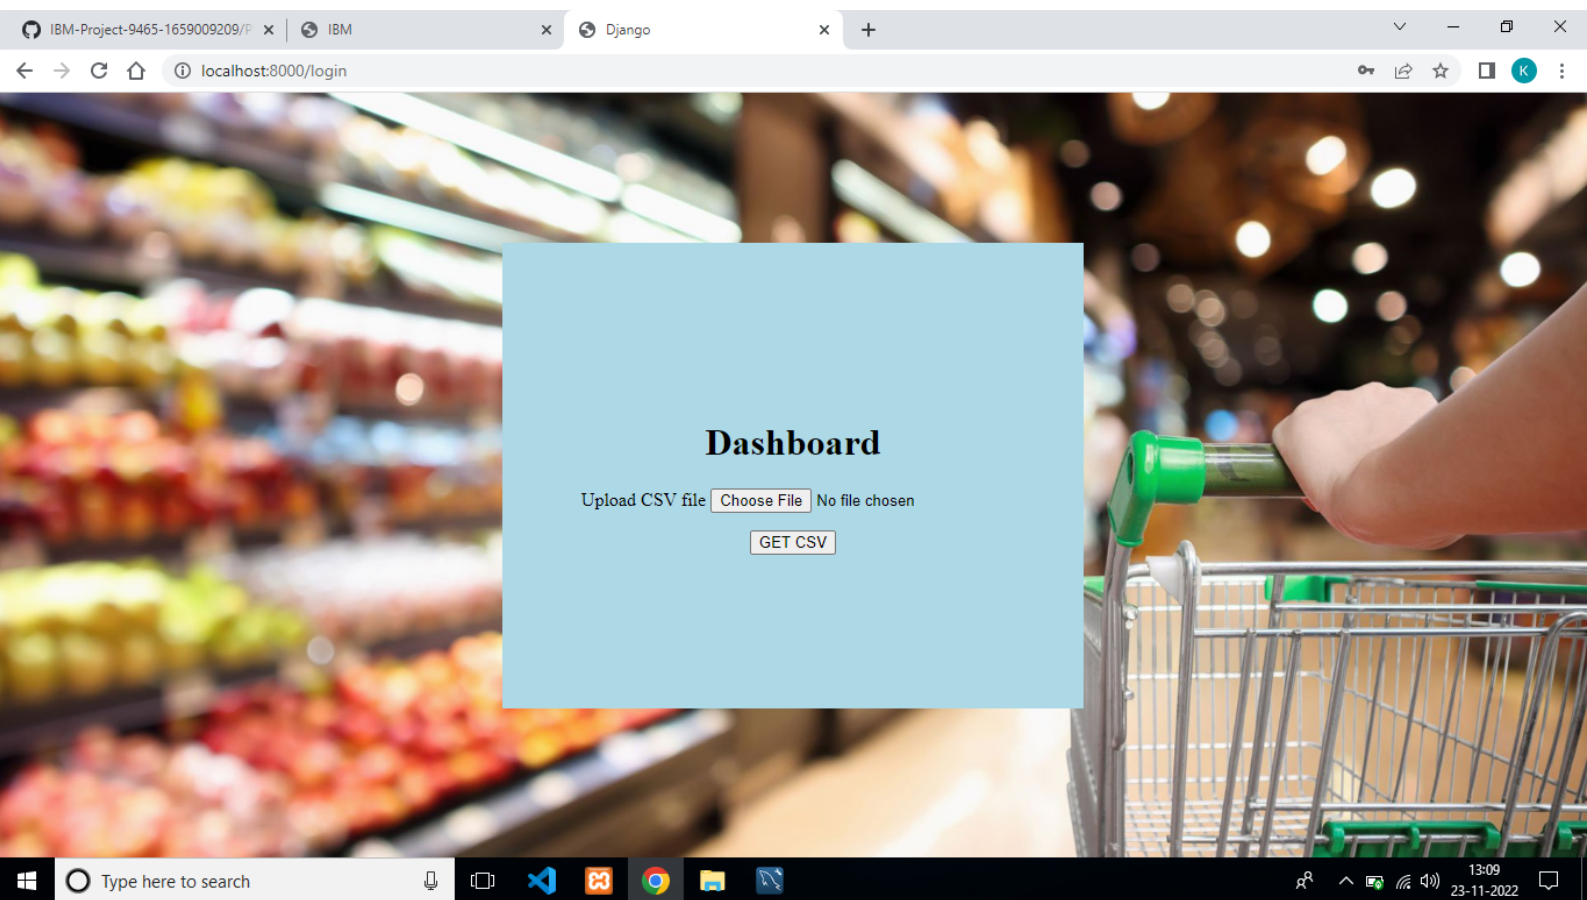 IBM-Project-9465-1659009209/P
IBM
Django
localhost:8000/login
K
Dashboard
Upload CSV file Choose File No file chosen
GET CSV
Type here to search
13:09
23-11-2022